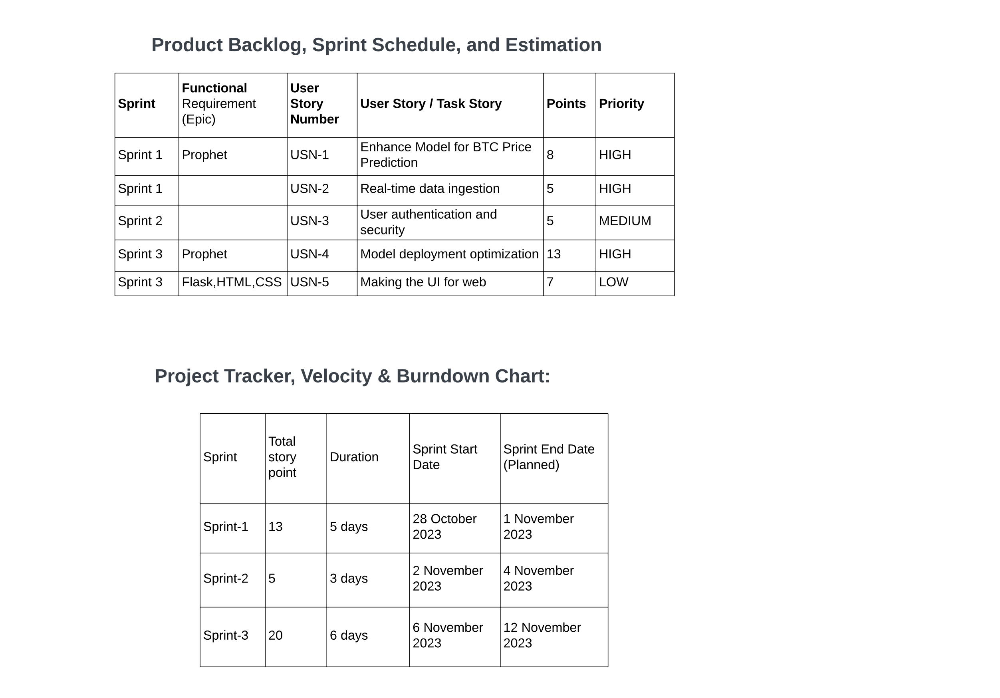 Product Backlog, Sprint Schedule, and Estimation
Sprint
Functional
Requirement
(Epic)
User
Story
Number
User Story / Task Story
Points
Priority
Sprint 1
Prophet
USN-1
Enhance Model for BTC Price
Prediction
8
HIGH
Sprint 1
USN-2
Real-time data ingestion
5
HIGH
Sprint 2
USN-3
User authentication and
security
5
MEDIUM
Sprint 3
Prophet
USN-4
Model deployment optimization
13
HIGH
Sprint 3
Flask,HTML,CSS
USN-5
Making the UI for web
7
LOW
Project Tracker, Velocity & Burndown Chart:
Sprint
Total
story
point
Duration
Sprint Start
Date
Sprint End Date
(Planned)
Sprint-1
13
5 days
28 October
2023
1 November
2023
Sprint-2
5
3 days
2 November
2023
4 November
2023
Sprint-3
20
6 days
6 November
2023
12 November
2023